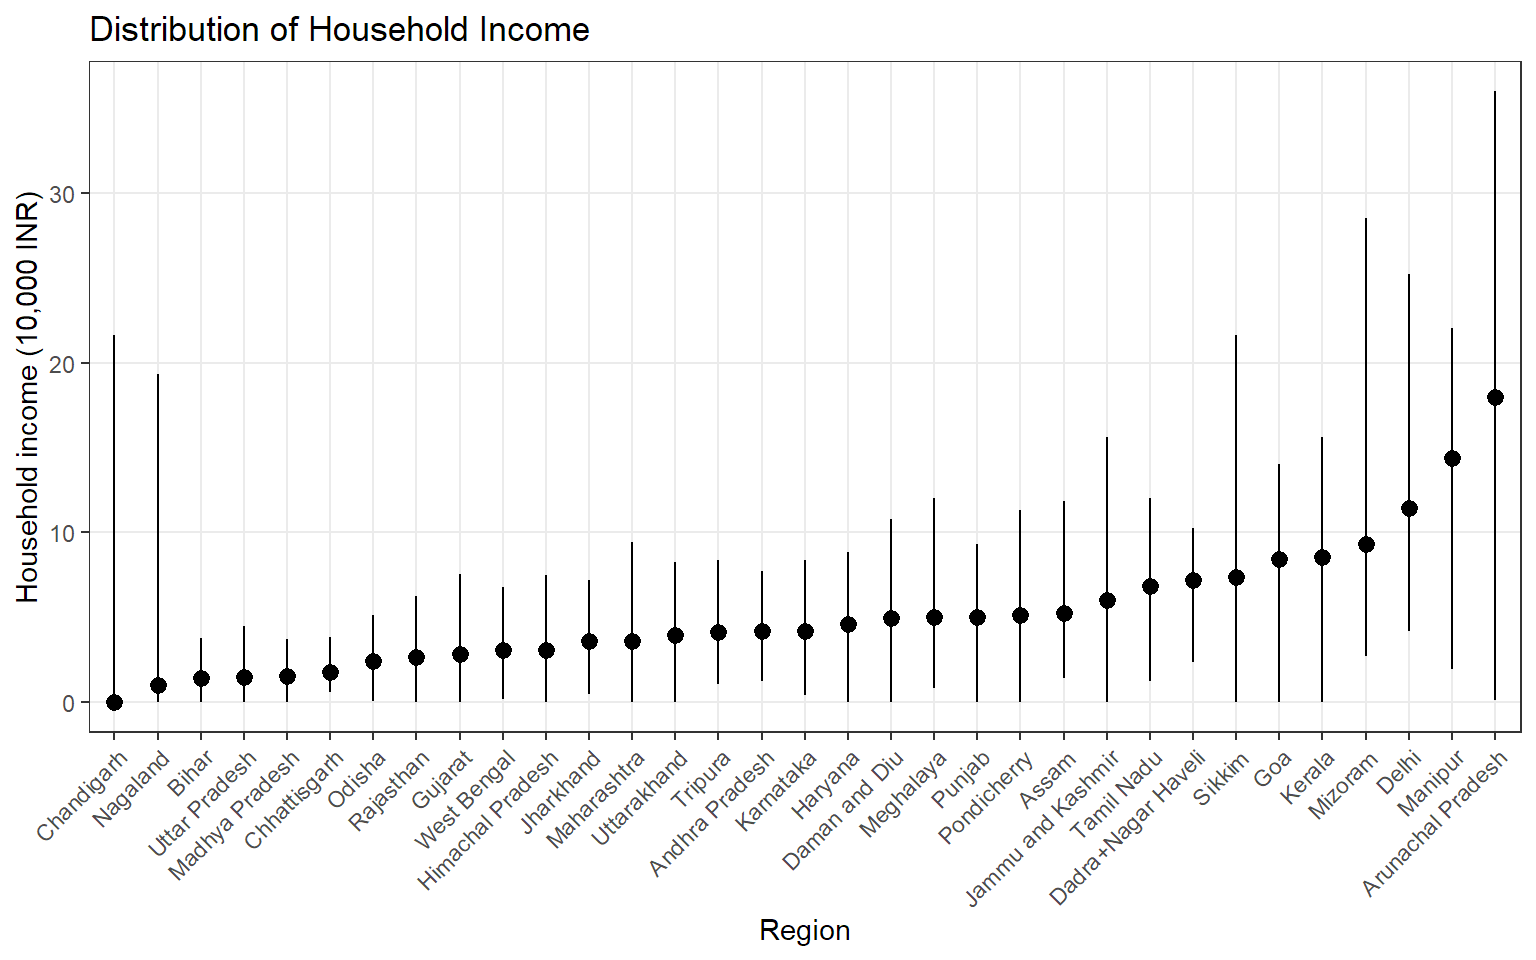 Distribution of Household Income
Household income (10,000 INR)
30
20
10
0
Chandigarh
Nagaland
Bihar
Uttar Pradesh
Madhya Pradesh
Chhattisgarh
Odisha
Rajasthan
Gujarat
West Bengal
Himachal Pradesh
Jharkhand
Maharashtra
Uttarakhand
Tripura
Andhra Pradesh
Karnataka
Haryana
Daman and Diu
Meghalaya
Punjab
Pondicherry
Assam
Jammu and Kashmir
Tamil Nadu
Dadra+Nagar Haveli
Sikkim
Goa
Kerala
Mizoram
Delhi
Manipur
Arunachal Pradesh
Region